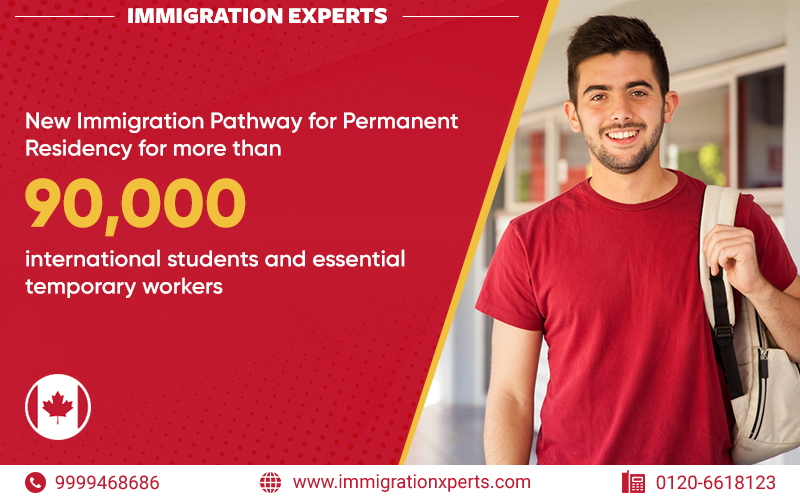 IMMIGRATION EXPERTS
New Immigration Pathway for Permanent
Residency for more than
90,000
international students and essential
temporary workers
9999468686
www.immigrationxperts.com
0120-6618123